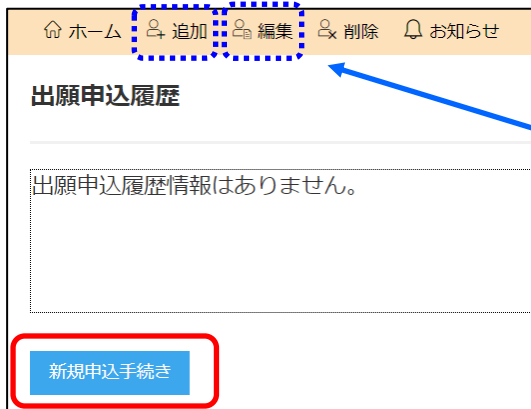 ホーム 追加 編集 削除 お知らせ
出願申込履歴
出願申込履歴情報はありません。
新規申込手続き